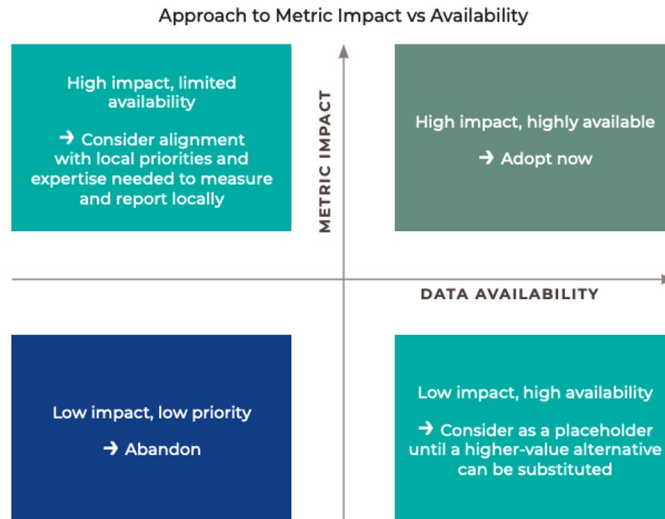 Approach to Metric Impact vs Availability
High impact, limited
availability
→ Consider alignment
with local priorities and
expertise needed to measure
and report locally
METRIC IMPACT
High impact, highly available
→ Adopt now
DATA AVAILABILITY
Low impact, low priority
→ Abandon
Low impact, high availability
→ Consider as a placeholder
until a higher-value alternative
can be substituted